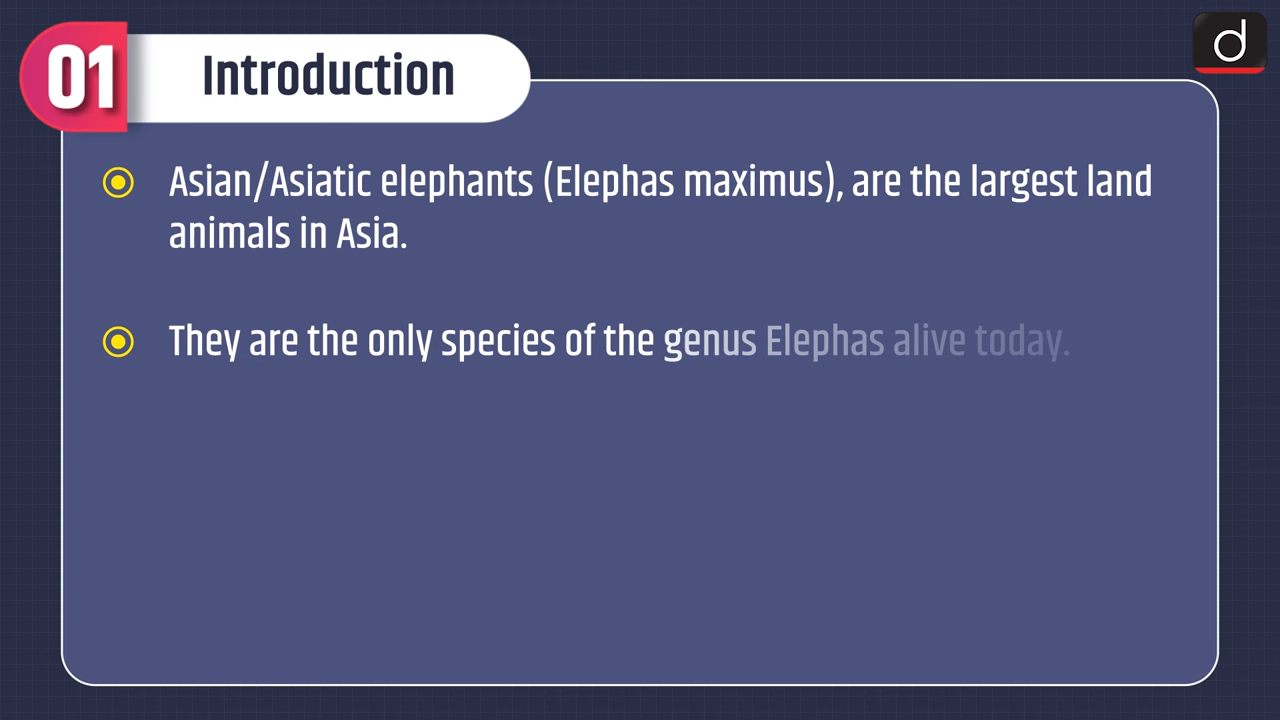 01 Introduction
d
Asian/Asiatic elephants (Elephas maximus), are the largest land
animals in Asia.
They are the only species of the genus Elephas alive today.